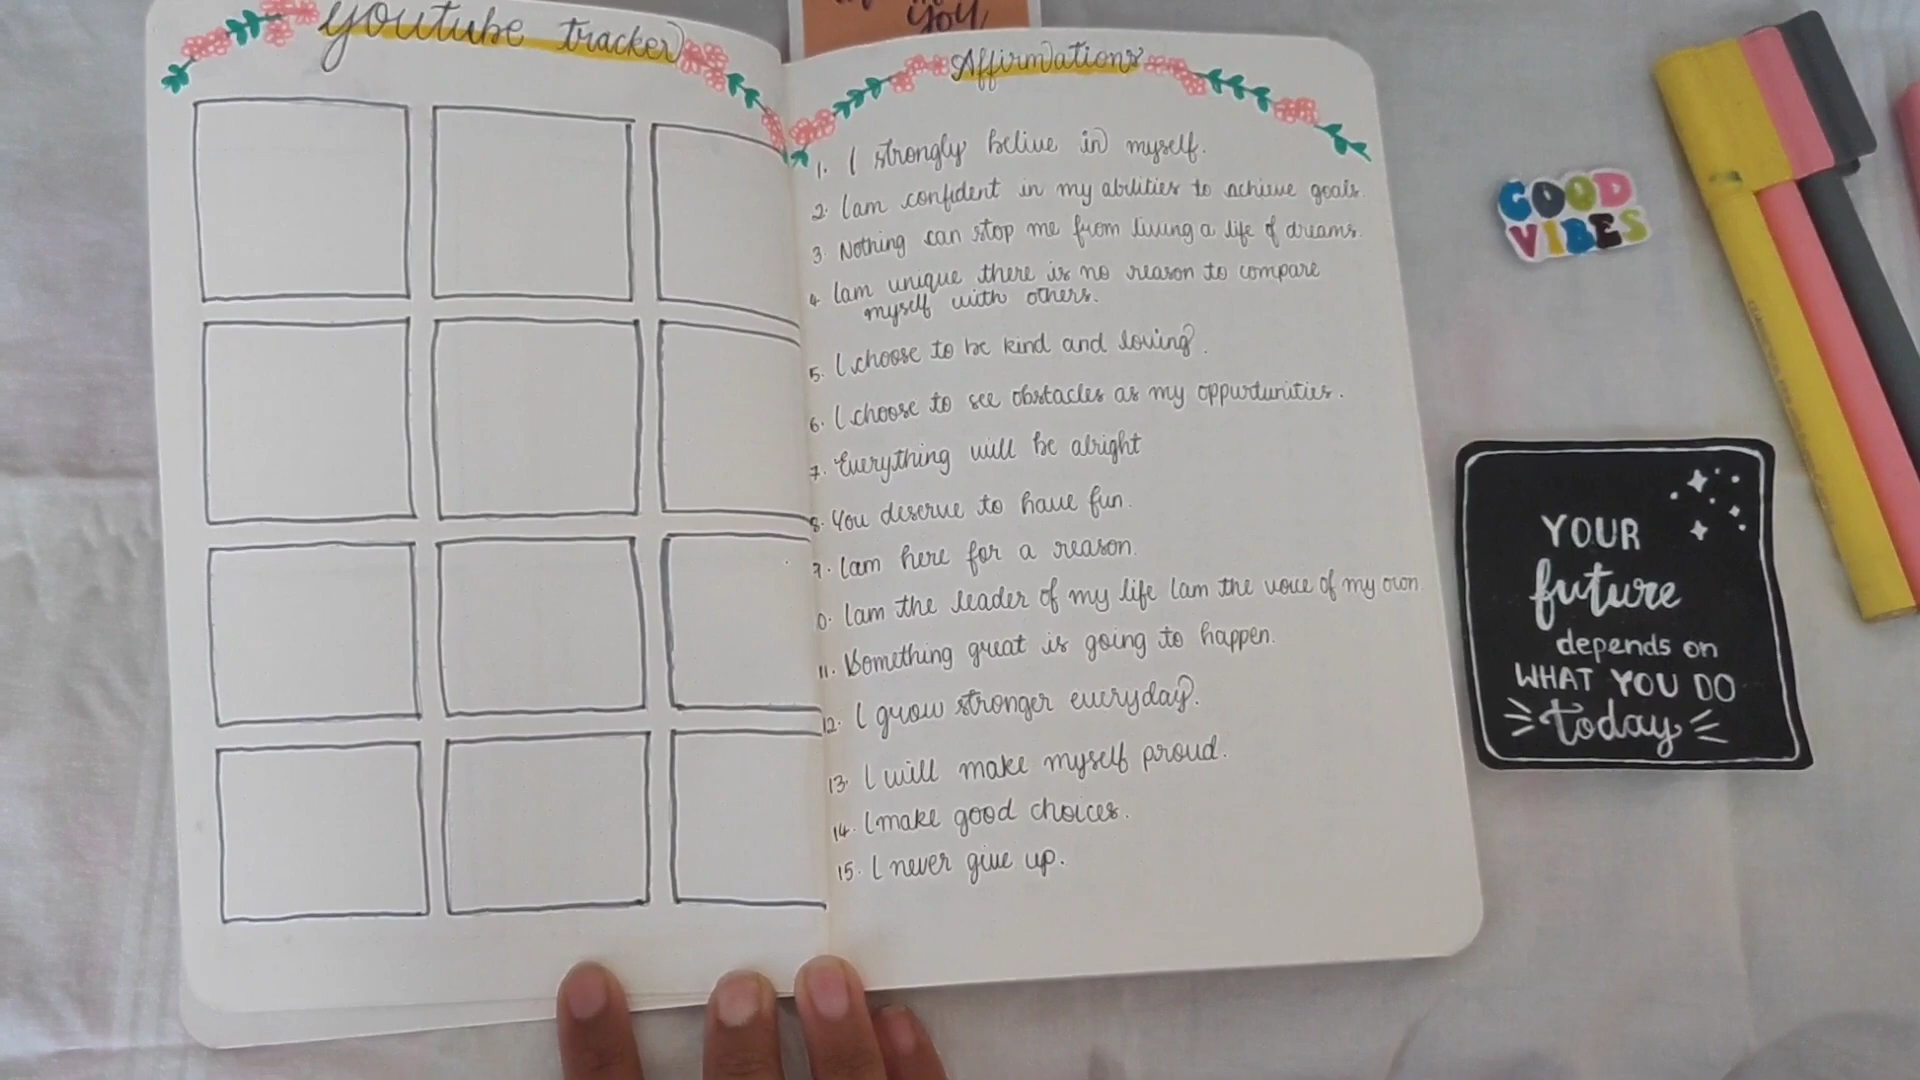 youtube tracker
you,
Affirmations
1. I strongly belive in myself.
2. I am confident in my abilities to achieve goals.
3. Nothing can stop me from living a life of dreams.
4. I am unique there is no reason to compare
myself with others.
5. I choose to be kind and loving.
6. I choose to see obstacles as my oppurtunities.
7. Everything will be alright
8. You deserve to have fun.
9. I am here for a reason.
0. I am the leader of my life I am the voice of my own
11. Something great is going to happen.
12. I grow stronger everyday.
13. I will make myself proud.
14. I make good choices.
15. I never give up.
GOOD
VIBES
YOUR
future
depends on
WHAT YOU DO
today